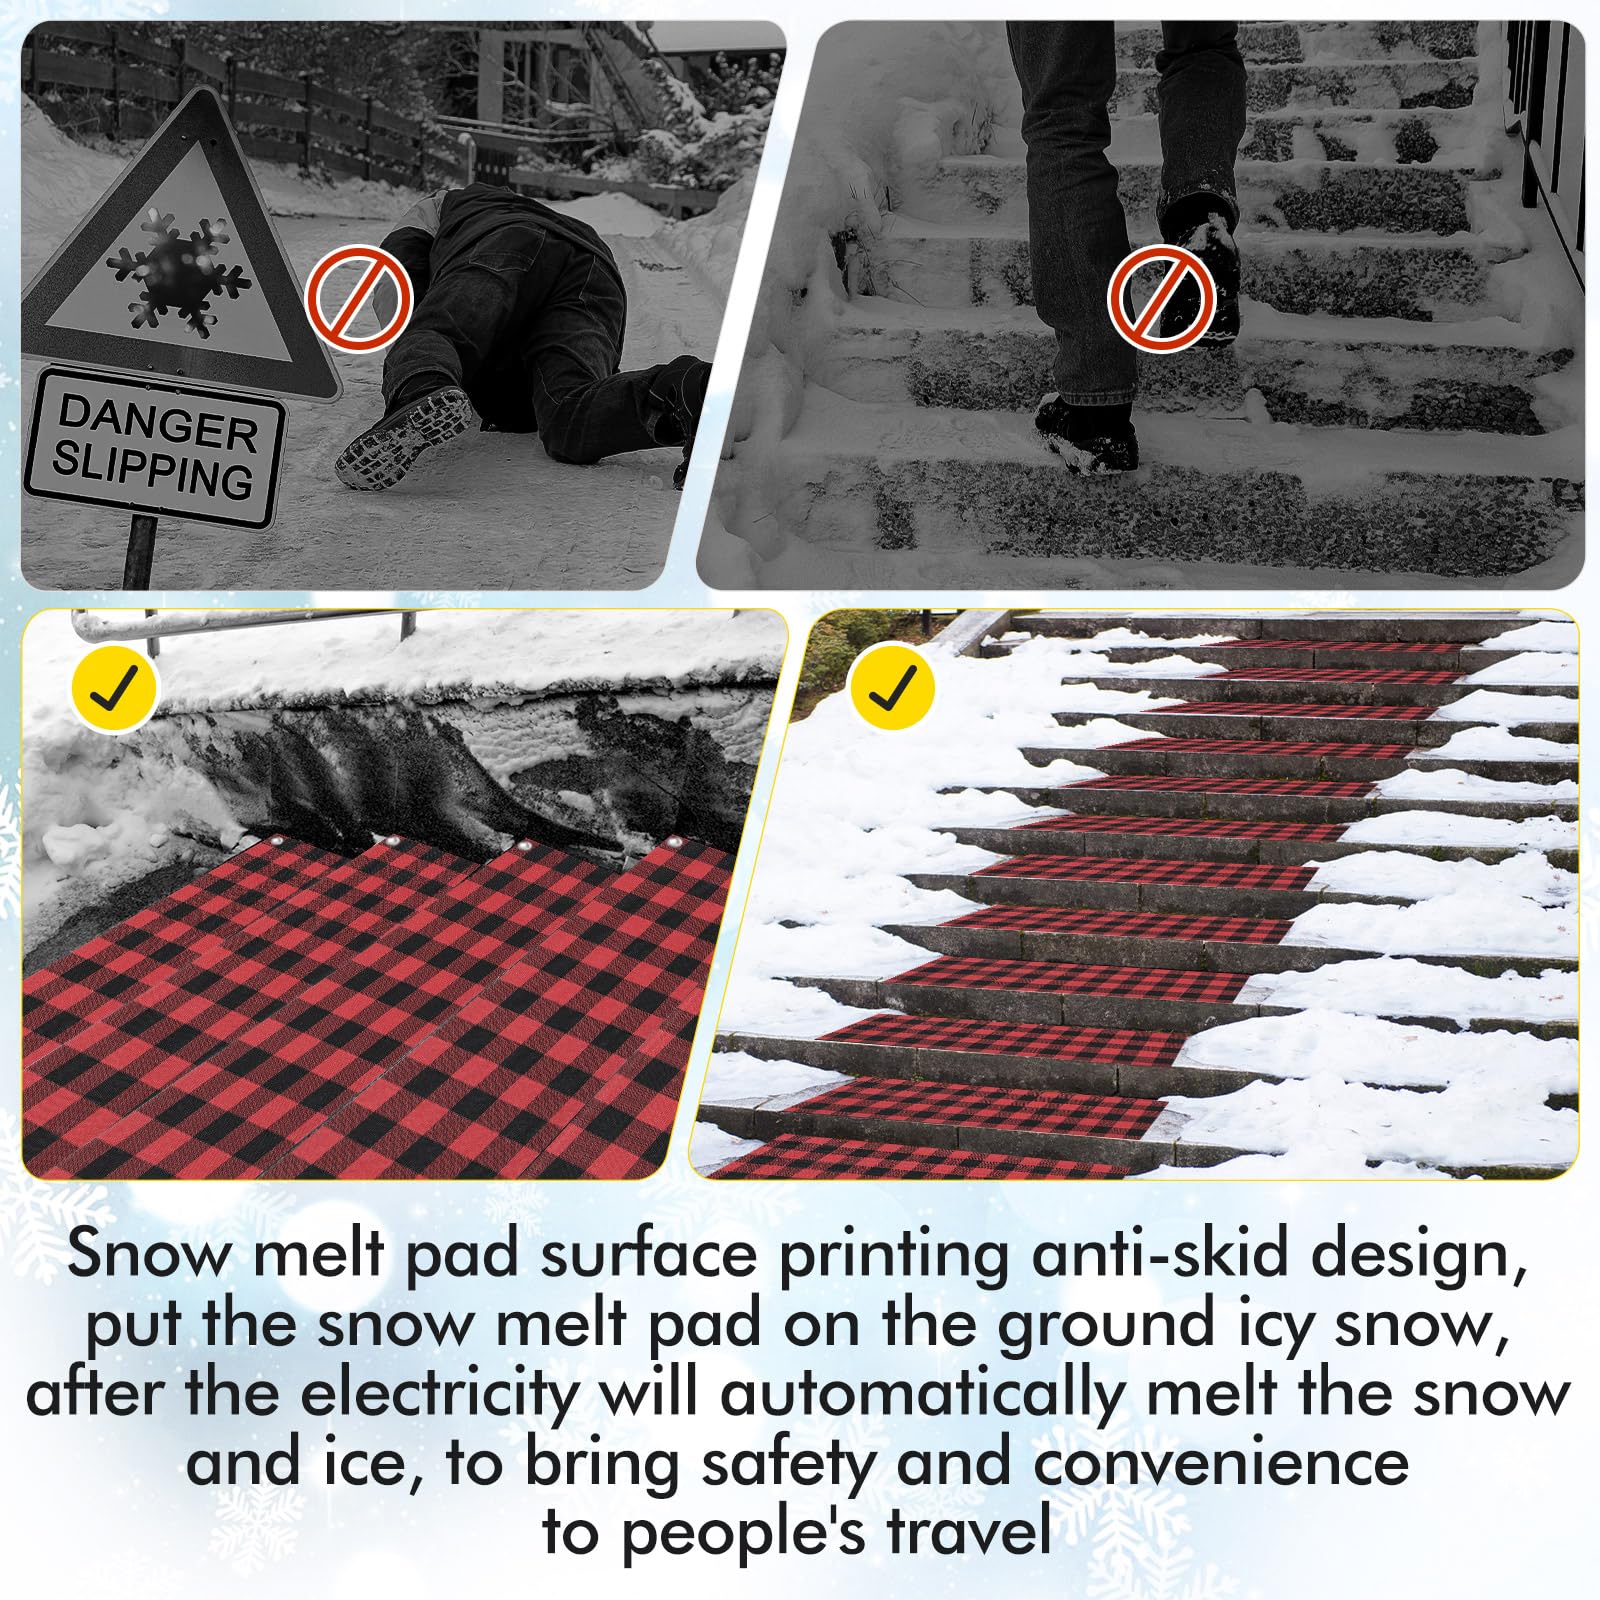 DANGER
SLIPPING
Snow melt pad surface printing anti-skid design,
put the snow melt pad on the ground icy snow,
after the electricity will automatically melt the snow
and ice, to bring safety and convenience
to people's travel